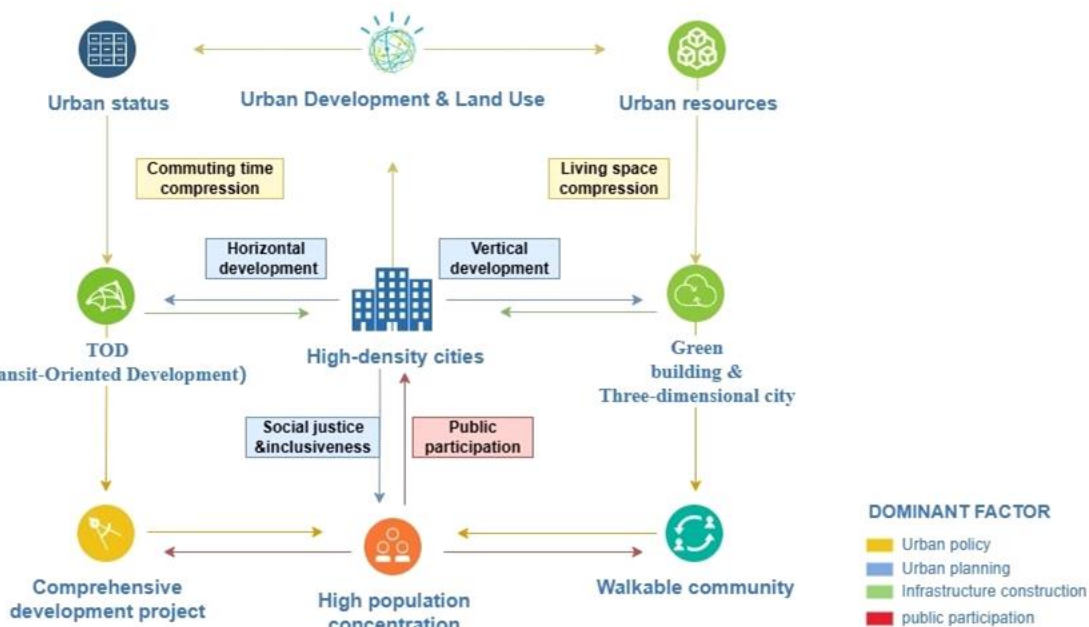 Urban status
Urban Development & Land Use
Urban resources
Commuting time
compression
Living space
compression
Horizontal
development
Vertical
development
TOD
ansit-Oriented Development)
High-density cities
Green
building &
Three-dimensional city
Social justice
&inclusiveness
Public
participation
Comprehensive
development project
High population
concentration
Walkable community
DOMINANT FACTOR
Urban policy
Urban planning
Infrastructure construction
public participation